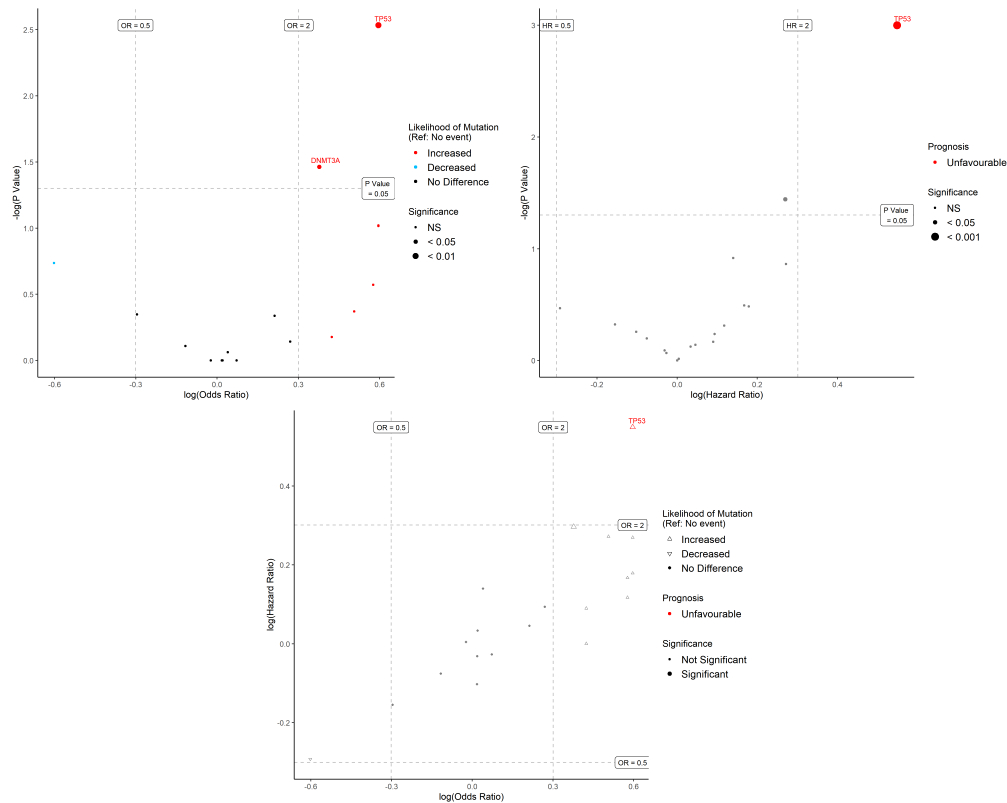 OR = 0.5
OR = 2
TP53
DNMT3A
P Value
= 0.05
2.5
2.0
1.5
1.0
0.5
0.0
-log(P Value)
-0.6
-0.3
0.0
0.3
0.6
log(Odds Ratio)
Likelihood of Mutation
(Ref: No event)
Increased
Decreased
No Difference
Significance
NS
< 0.05
< 0.01
HR = 0.5
HR = 2
TP53
P Value
= 0.05
3
2
1
0
-log(P Value)
-0.2
0.0
0.2
0.4
log(Hazard Ratio)
Prognosis
Unfavourable
Significance
NS
< 0.05
< 0.001
OR = 0.5
OR = 2
TP53
OR = 2
OR = 0.5
0.4
0.2
0.0
-0.2
log(Hazard Ratio)
-0.6
-0.3
0.0
0.3
0.6
log(Odds Ratio)
Likelihood of Mutation
(Ref: No event)
Increased
Decreased
No Difference
Prognosis
Unfavourable
Significance
Not Significant
Significant